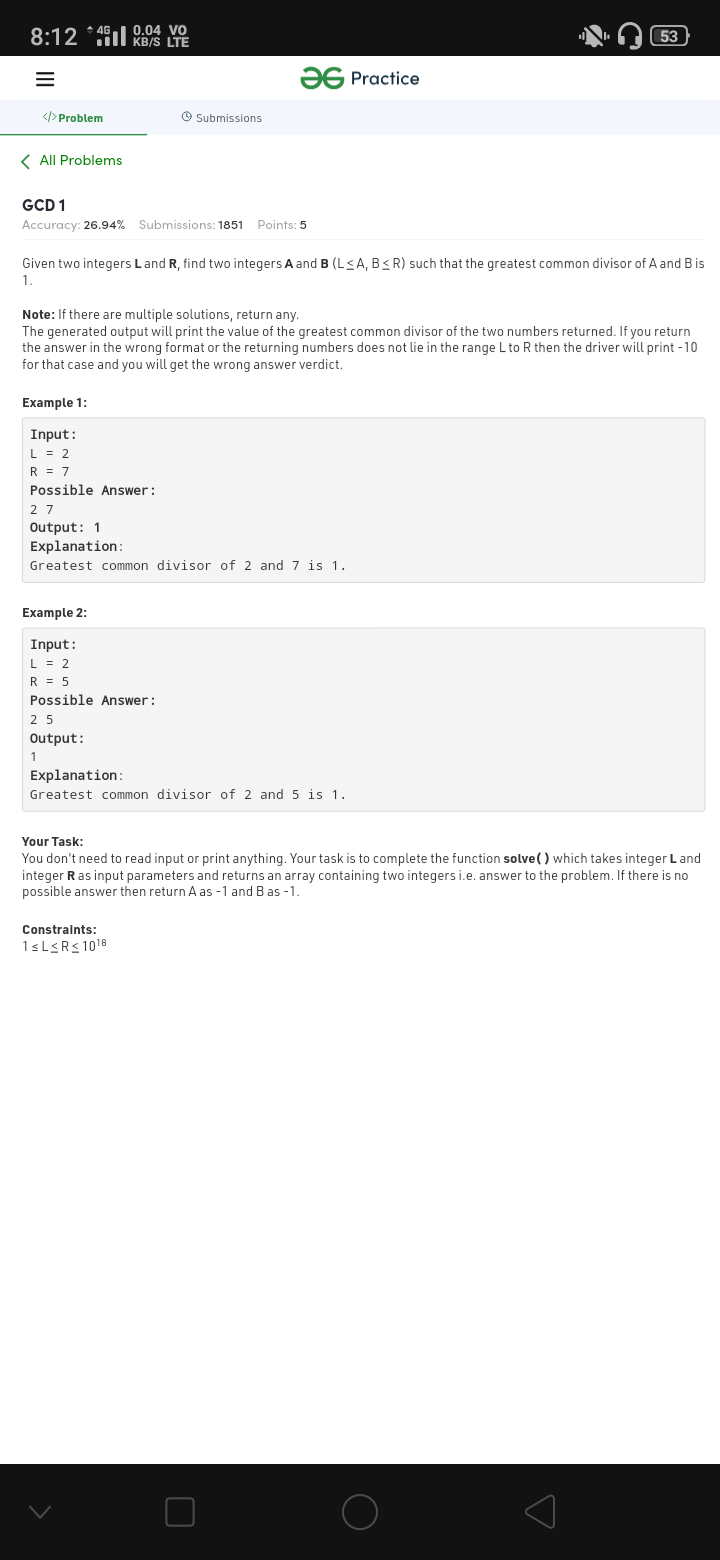 8:12 4G 0.04 KB/S VO LTE 53
Practice
</>Problem Submissions
All Problems
GCD 1
Accuracy: 26.94% Submissions: 1851 Points: 5
Given two integers L and R, find two integers A and B (L ≤ A, B ≤ R) such that the greatest common divisor of A and B is
1.
Note: If there are multiple solutions, return any.
The generated output will print the value of the greatest common divisor of the two numbers returned. If you return
the answer in the wrong format or the returning numbers does not lie in the range L to R then the driver will print -10
for that case and you will get the wrong answer verdict.
Example 1:
Input:
L = 2
R = 7
Possible Answer:
2 7
Output: 1
Explanation:
Greatest common divisor of 2 and 7 is 1.
Example 2:
Input:
L = 2
R = 5
Possible Answer:
2 5
Output:
1
Explanation:
Greatest common divisor of 2 and 5 is 1.
Your Task:
You don't need to read input or print anything. Your task is to complete the function solve( ) which takes integer L and
integer R as input parameters and returns an array containing two integers i.e. answer to the problem. If there is no
possible answer then return A as -1 and B as -1.
Constraints:
1 ≤ L ≤ R ≤ 10^18